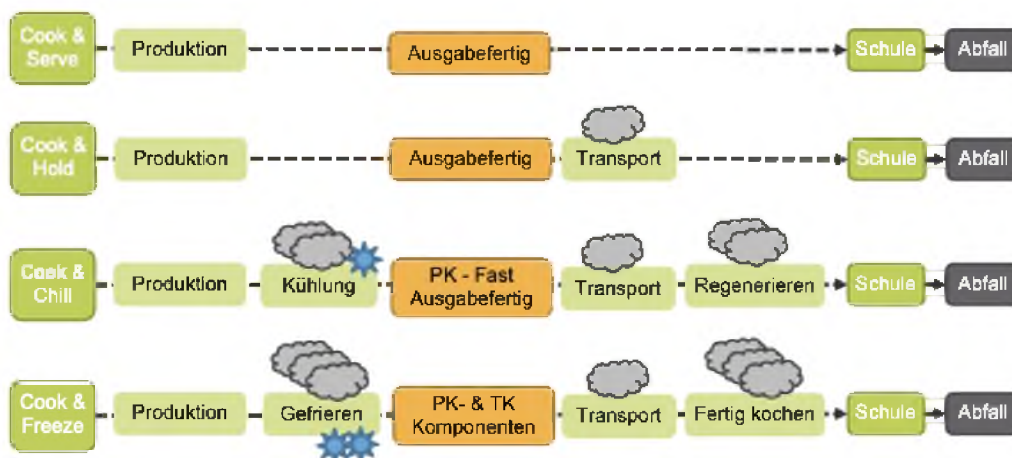 Cook &
Serve
Produktion
Ausgabefertig
Schule
Abfall
Cook &
Hold
Produktion
Ausgabefertig
Transport
Schule
Abfall
Cook &
Chill
Produktion
Kühlung
PK - Fast
Ausgabefertig
Transport
Regenerieren
Schule
Abfall
Cook &
Freeze
Produktion
Gefrieren
PK- & TK
Komponenten
Transport
Fertig kochen
Schule
Abfall